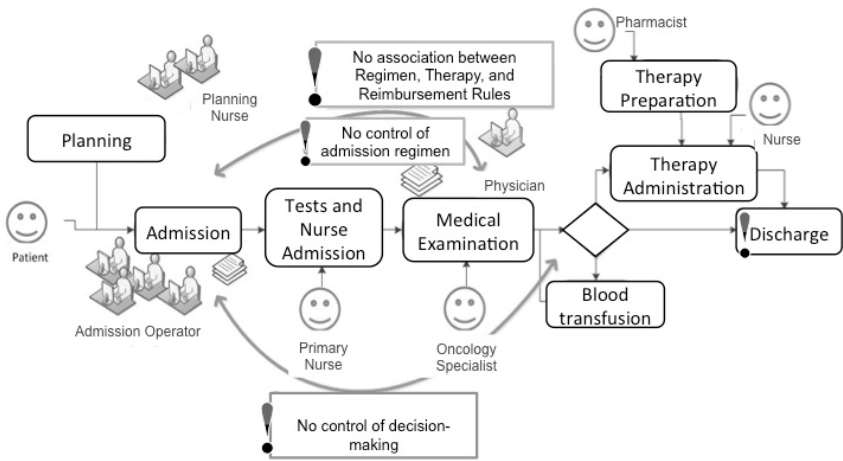 Pharmacist
No association between
Regimen, Therapy, and
Reimbursement Rules
Therapy
Preparation
Planning
Nurse
Planning
No control of
admission regimen
Nurse
Therapy
Administration
Physician
Patient
Admission
Tests and
Nurse
Admission
Medical
Examination
Discharge
Blood
transfusion
Admission Operator
Primary
Nurse
Oncology
Specialist
No control of decision-
making